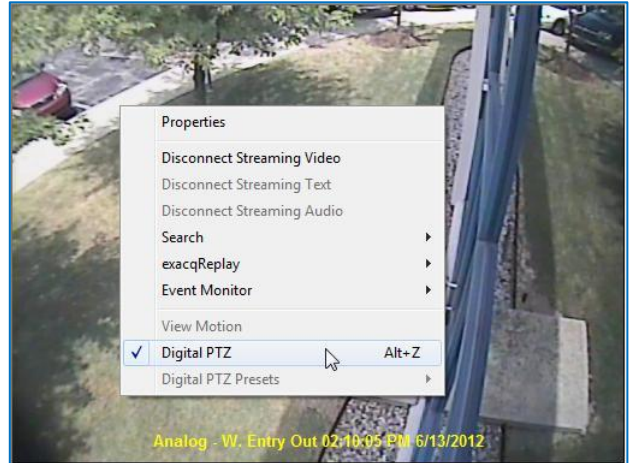 Properties
Disconnect Streaming Video
Disconnect Streaming Text
Disconnect Streaming Audio
Search
exacqReplay
Event Monitor
View Motion
Digital PTZ Alt+Z
Digital PTZ Presets
Analog - W. Entry Out 02:10:05 PM 6/13/2012